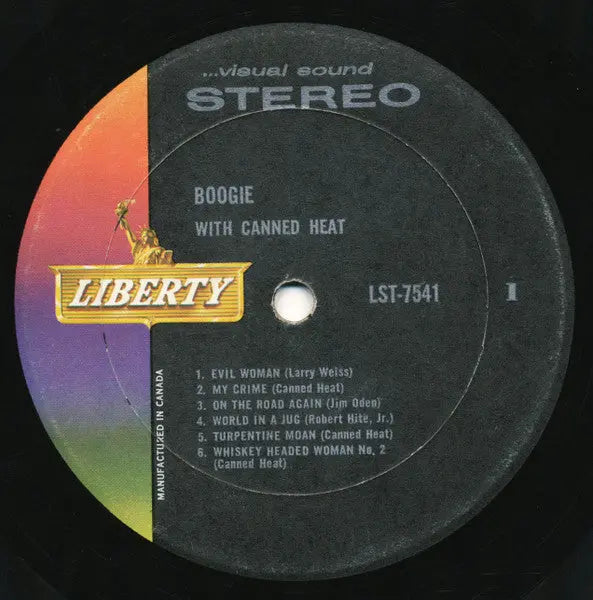 ...visual sound
STEREO
BOOGIE
WITH CANNED HEAT
LIBERTY
LST-7541
1
1. EVIL WOMAN (Larry Weiss)
2. MY CRIME (Canned Heat)
3. ON THE ROAD AGAIN (Jim Oden)
4. WORLD IN A JUG (Robert Hite, Jr.)
5. TURPENTINE MOAN (Canned Heat)
6. WHISKEY HEADED WOMAN No. 2
(Canned Heat)
MANUFACTURED IN CANADA